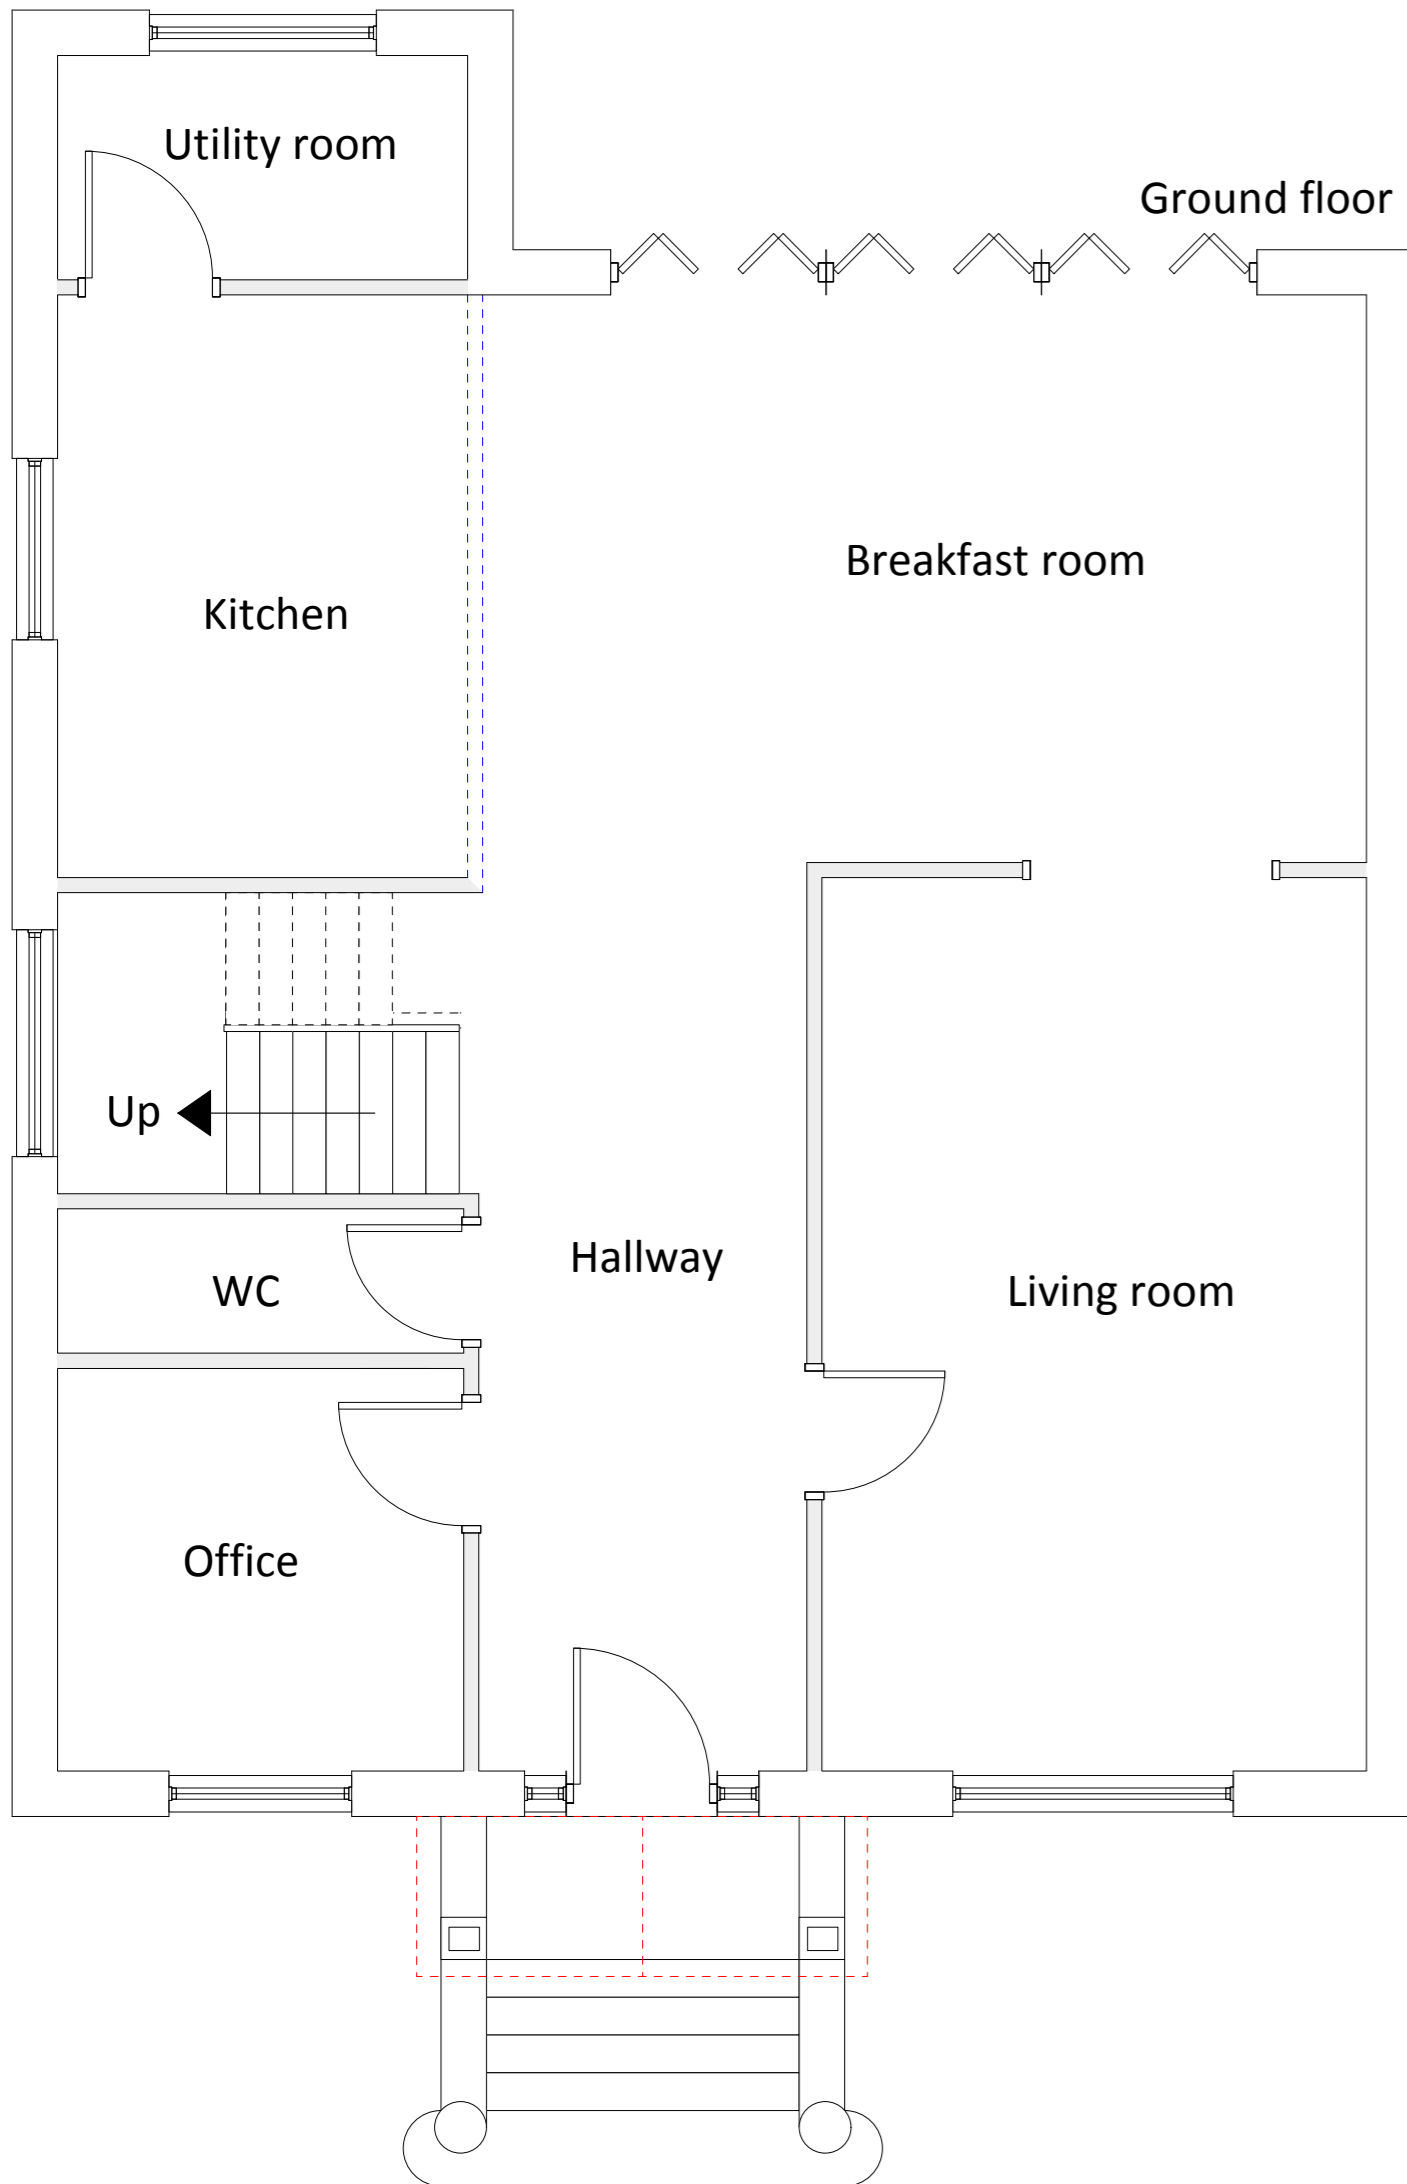 Utility room
Ground floor
Breakfast room
Kitchen
Up
Hallway
WC
Living room
Office